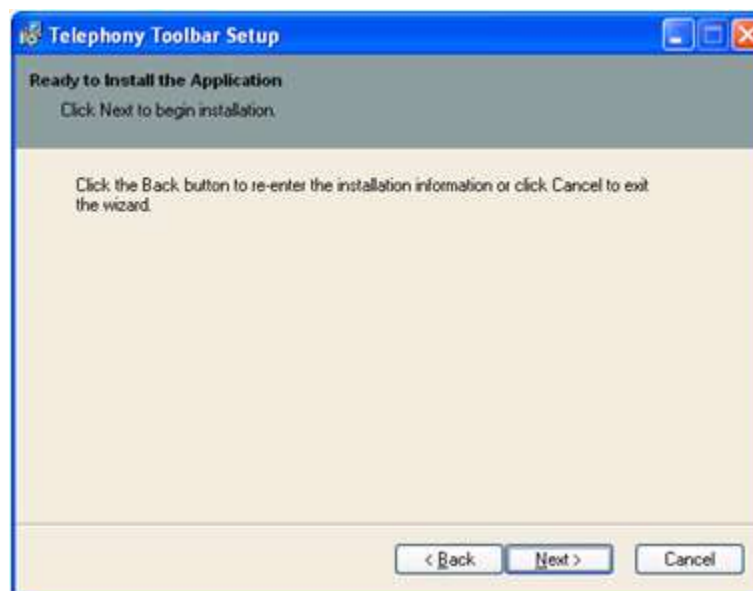 Telephony Toolbar Setup
Ready to Install the Application
Click Next to begin installation.
Click the Back button to re-enter the installation information or click Cancel to exit
the wizard.
< Back Next > Cancel